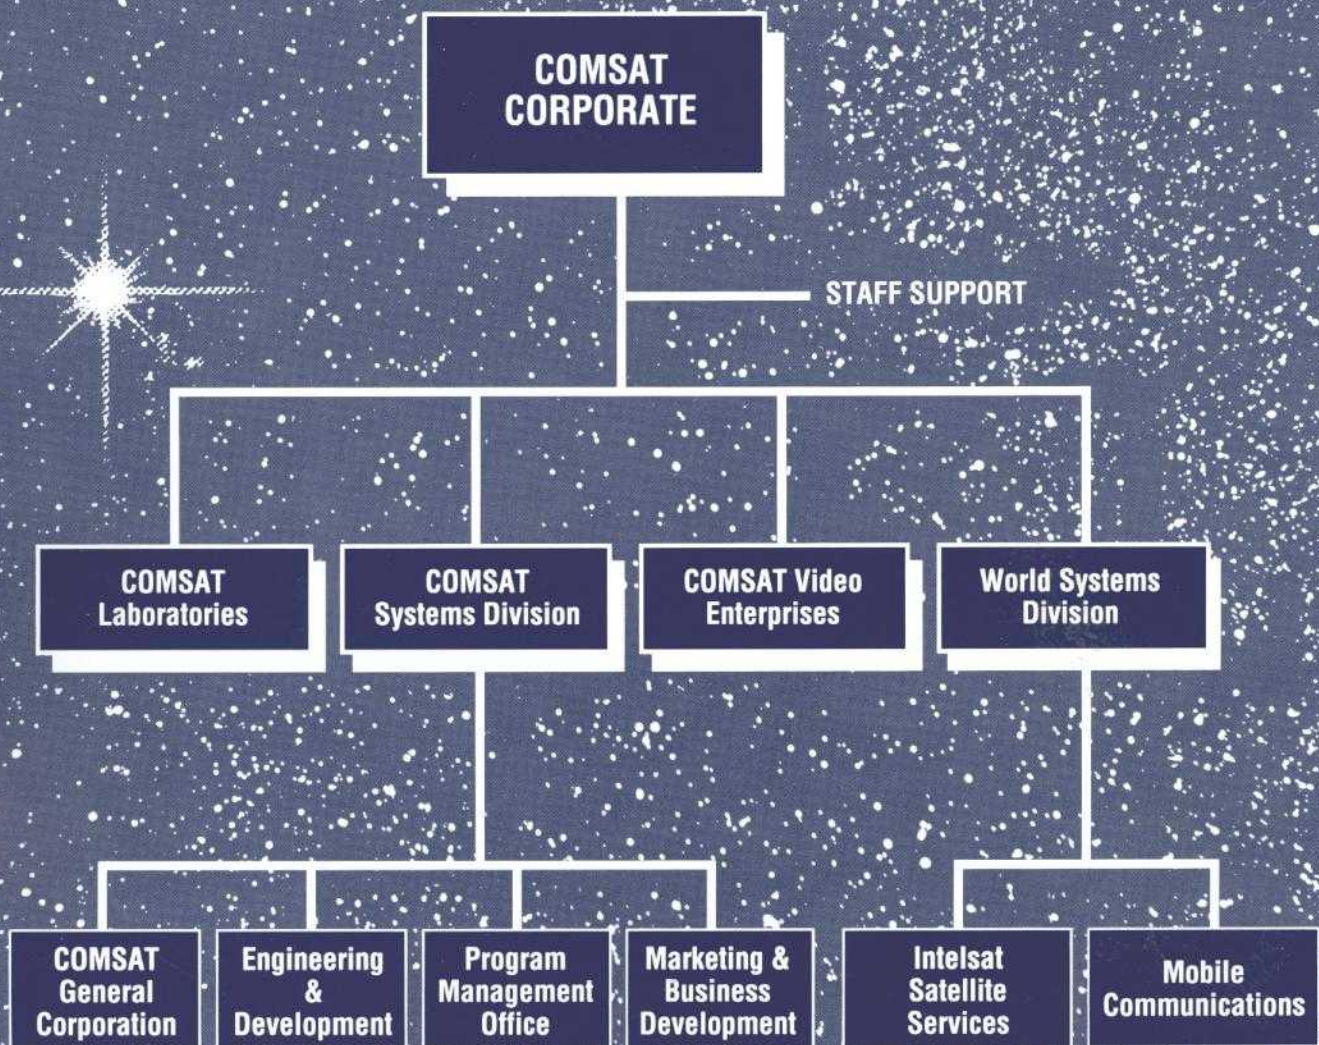 COMSAT
CORPORATE
STAFF SUPPORT
COMSAT
Laboratories
COMSAT
Systems Division
COMSAT Video
Enterprises
World Systems
Division
COMSAT
General
Corporation
Engineering
&
Development
Program
Management
Office
Marketing &
Business
Development
Intelsat
Satellite
Services
Mobile
Communications